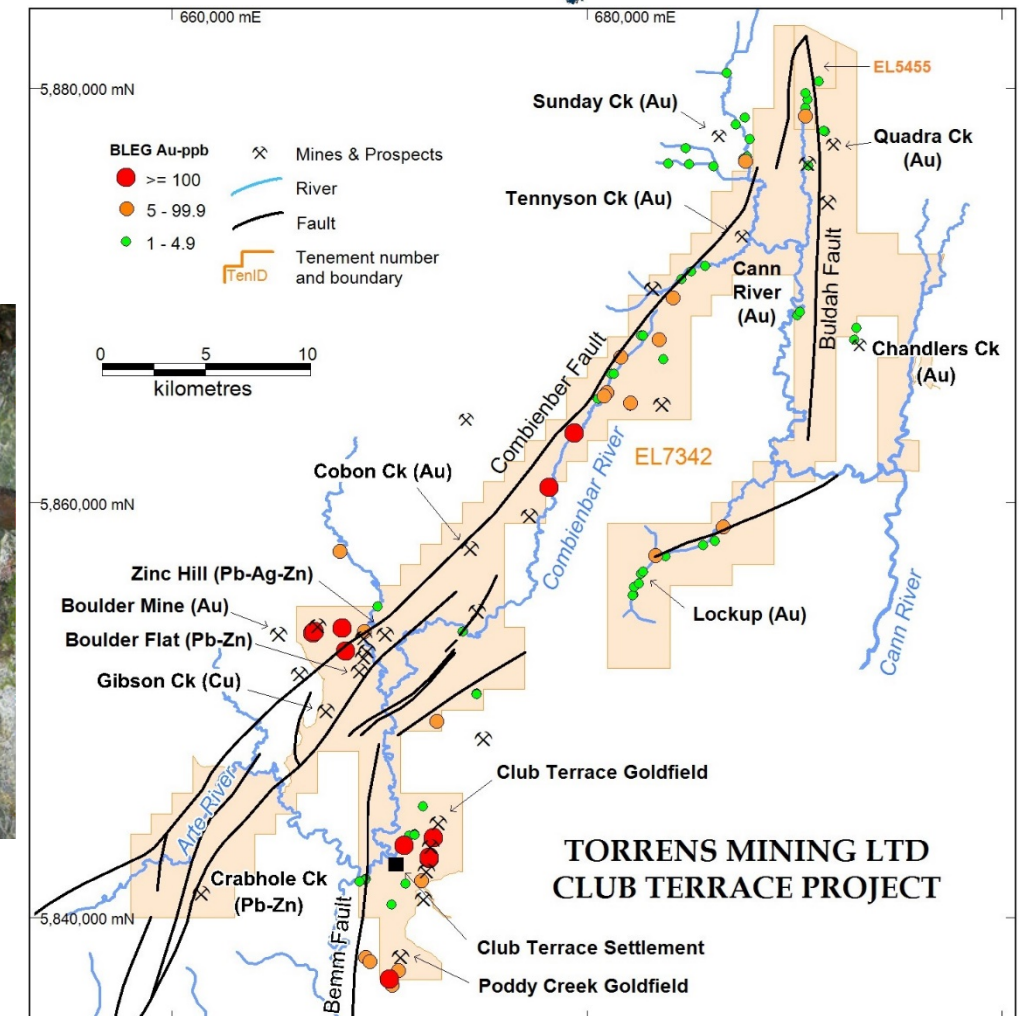 660,000 mE
680,000 mE
5,880,000 mN
EL5455
Sunday Ck (Au)
Quadra Ck
(Au)
BLEG Au-ppb
>= 100
5 - 99.9
1 - 4.9
Mines & Prospects
River
Fault
TenID
Tenement number
and boundary
Tennyson Ck (Au)
Cann
River
(Au)
Buldah Fault
Chandlers Ck
(Au)
0 5 10
kilometres
Combienber Fault
EL7342
Combienbar River
Cobon Ck (Au)
5,860,000 mN
Zinc Hill (Pb-Ag-Zn)
Boulder Mine (Au)
Boulder Flat (Pb-Zn)
Lockup (Au)
Cann River
Gibson Ck (Cu)
Club Terrace Goldfield
Arte River
TORRENS MINING LTD
CLUB TERRACE PROJECT
Crabhole Ck
(Pb-Zn)
5,840,000 mN
Bemm Fault
Club Terrace Settlement
Poddy Creek Goldfield